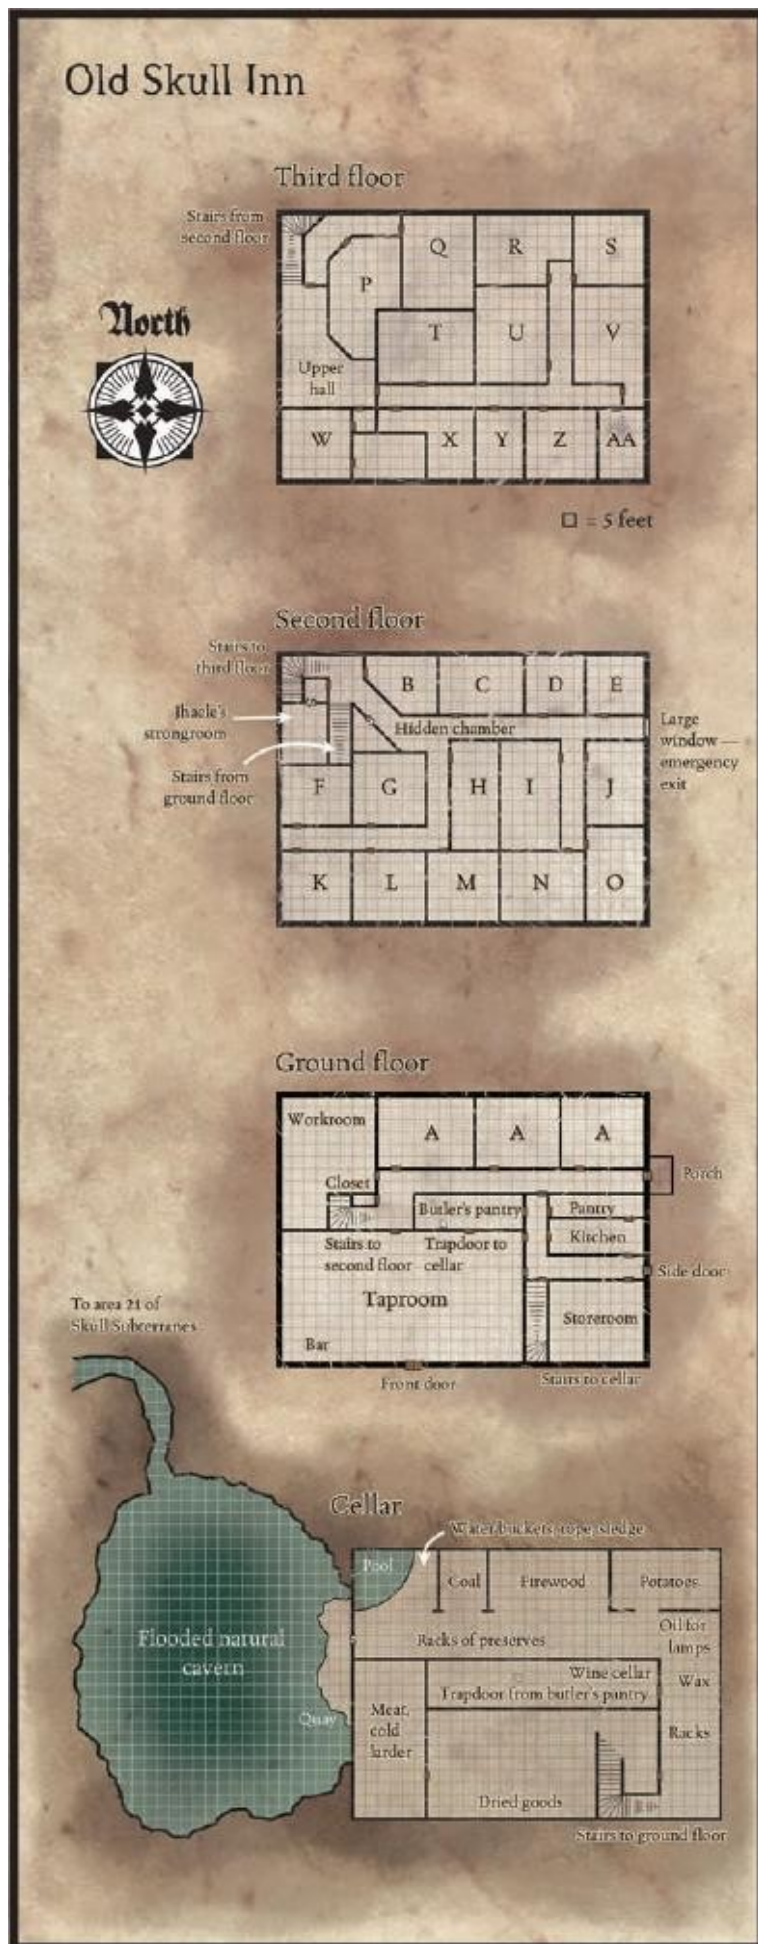 Old Skull Inn
Third floor
Stairs from
second floor
Q
R
S
P
T
U
V
North
Upper
hall
W
X
Y
Z
AA
= 5 feet
Second floor
Stairs to
third floor
B
C
D
E
Jhaele's
strongroom
Hidden chamber
Large
window —
emergency
exit
Stairs from
ground floor
F
G
H
I
J
K
L
M
N
O
Ground floor
Workroom
A
A
A
Porch
Closet
Butler's pantry
Pantry
Kitchen
Stairs to
second floor
Trapdoor to
cellar
Side door
Taproom
Storeroom
Bar
Front door
Stairs to cellar
To area 21 of
Skull Subterranes
Cellar
Water buckets, rope, sledge
Pool
Coal
Firewood
Potatoes
Oil for
lamps
Racks of preserves
Flooded natural
cavern
Wine cellar
Trapdoor from butler's pantry
Wax
Meat,
cold
larder
Quay
Racks
Dried goods
Stairs to ground floor